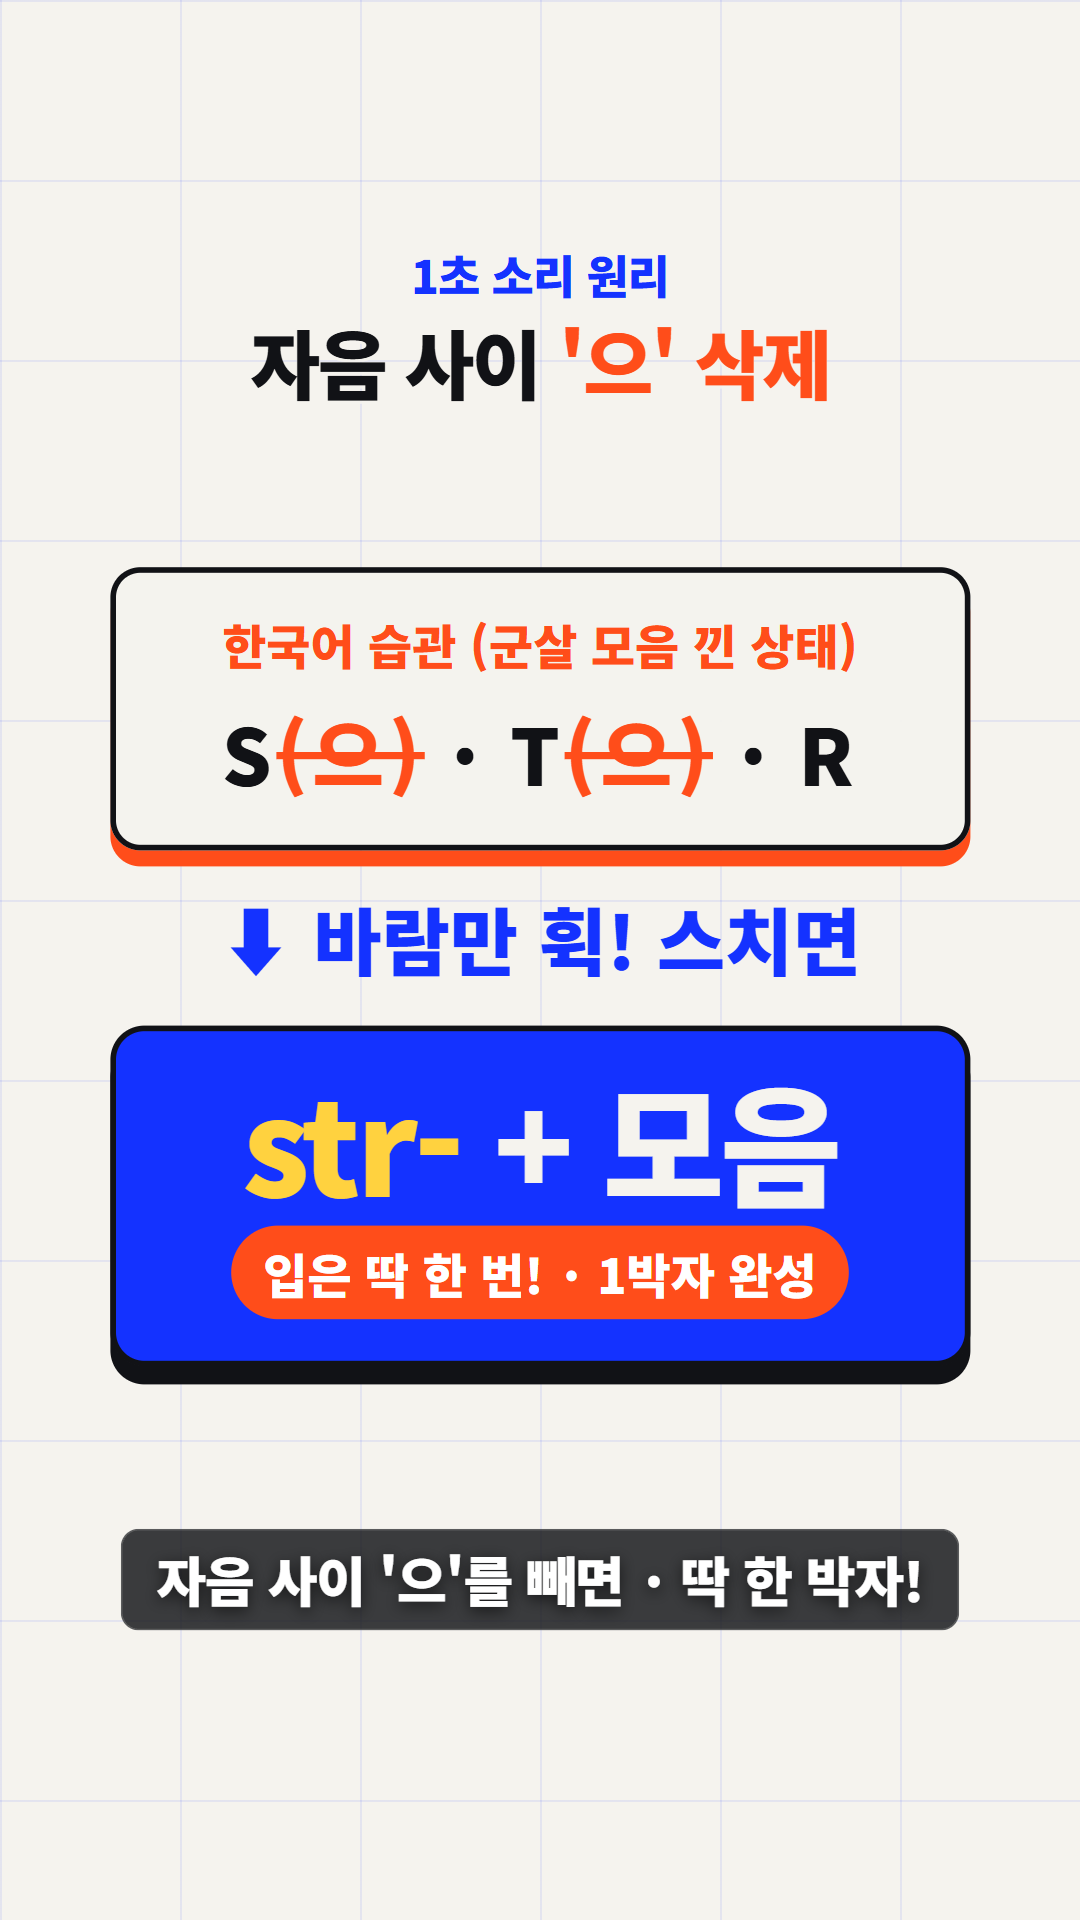 1초 소리 원리
자음 사이 '으' 삭제
한국어 습관 (군살 모음 낀 상태)
S(으) · T(으) · R
⬇ 바람만 휙! 스치면
str- + 모음
입은 딱 한 번! · 1박자 완성
자음 사이 '으'를 빼면 · 딱 한 박자!